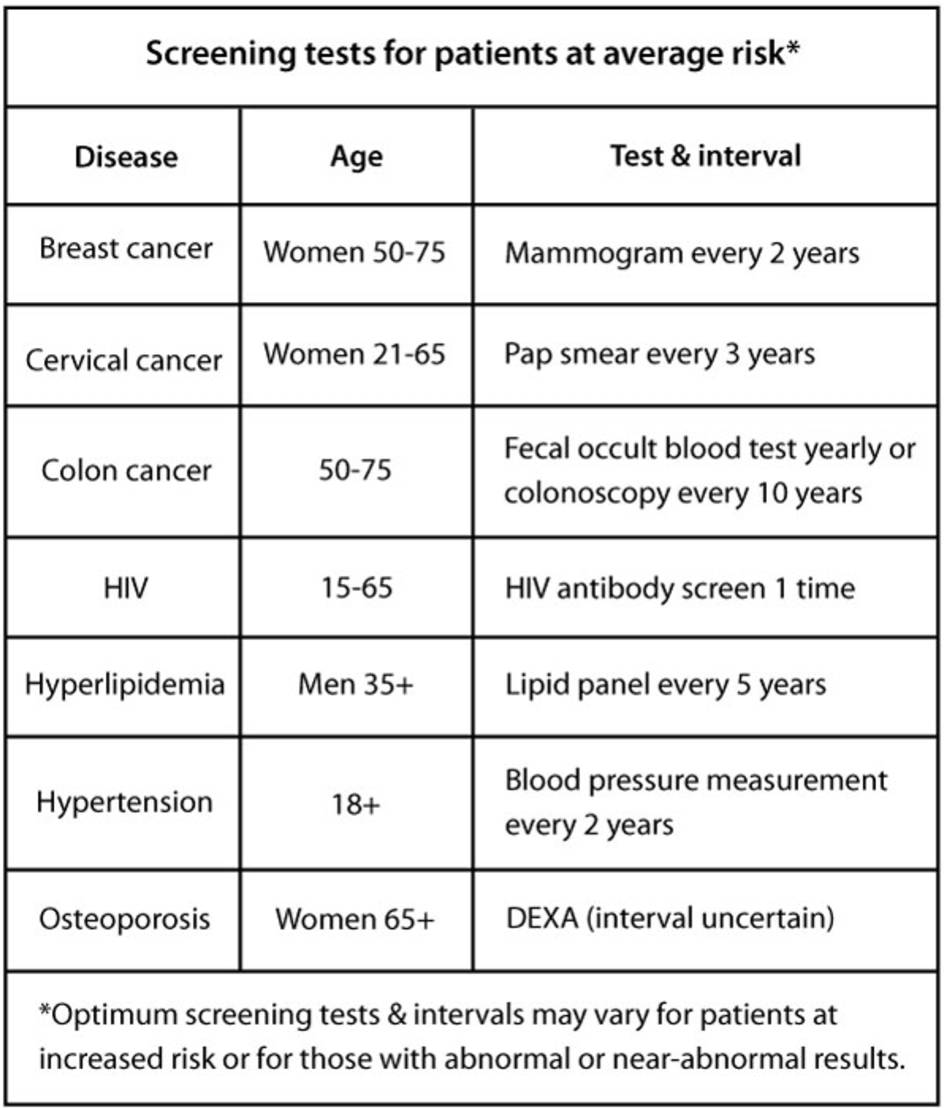 Screening tests for patients at average risk*
Disease
Age
Test & interval
Breast cancer
Women 50-75
Mammogram every 2 years
Cervical cancer
Women 21-65
Pap smear every 3 years
Colon cancer
50-75
Fecal occult blood test yearly or
colonoscopy every 10 years
HIV
15-65
HIV antibody screen 1 time
Hyperlipidemia
Men 35+
Lipid panel every 5 years
Hypertension
18+
Blood pressure measurement
every 2 years
Osteoporosis
Women 65+
DEXA (interval uncertain)
*Optimum screening tests & intervals may vary for patients at
increased risk or for those with abnormal or near-abnormal results.